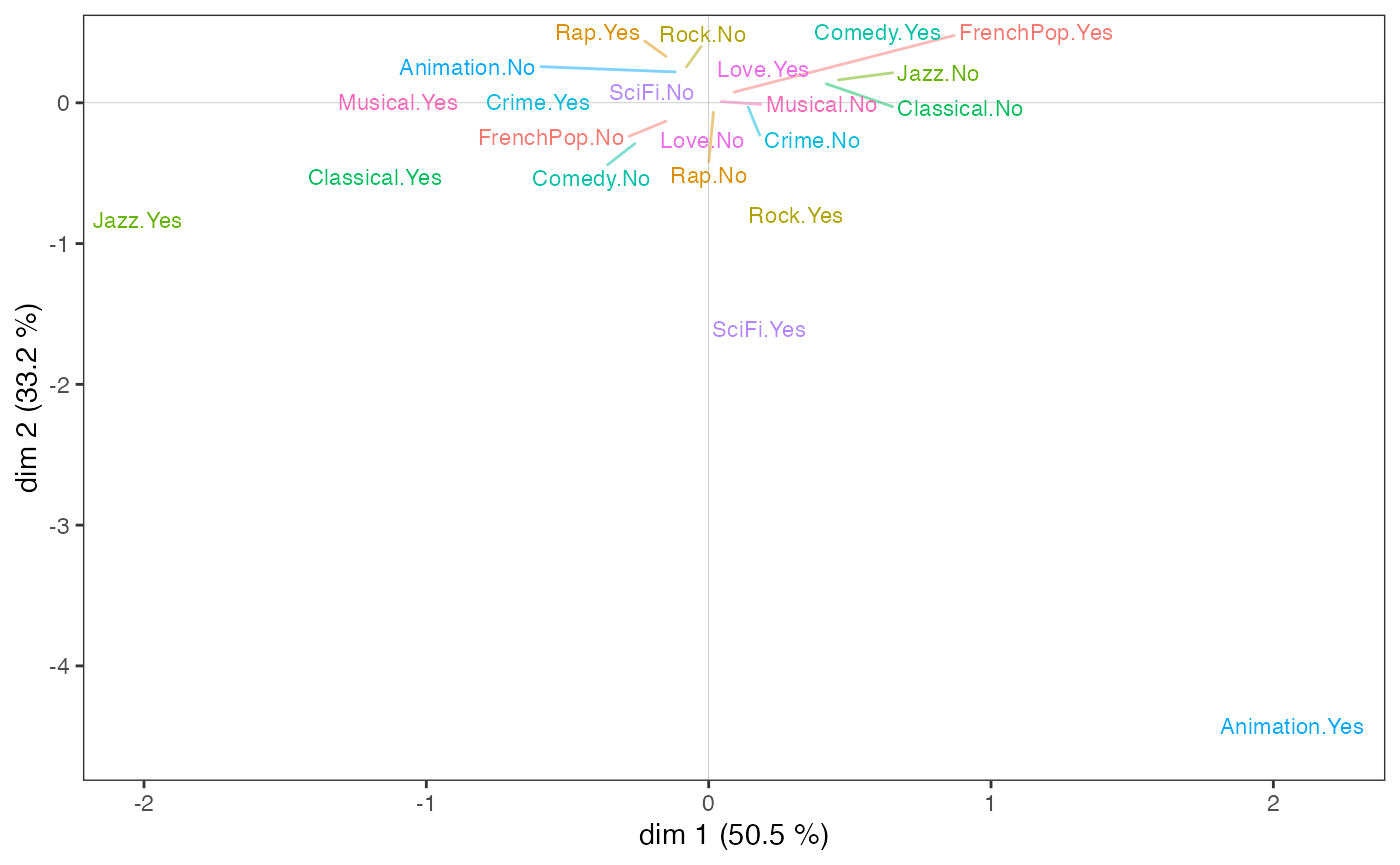 Rap.Yes
Rock.No
Comedy.Yes
FrenchPop.Yes
Animation.No
Love.Yes
Jazz.No
SciFi.No
0
Musical.Yes
Crime.Yes
Musical.No
Classical.No
FrenchPop.No
Love.No
Crime.No
Classical.Yes
Comedy.No
Rap.No
Jazz.Yes
Rock.Yes
-1
SciFi.Yes
-2
dim 2 (33.2 %)
-3
-4
Animation.Yes
-2
-1
0
1
2
dim 1 (50.5 %)